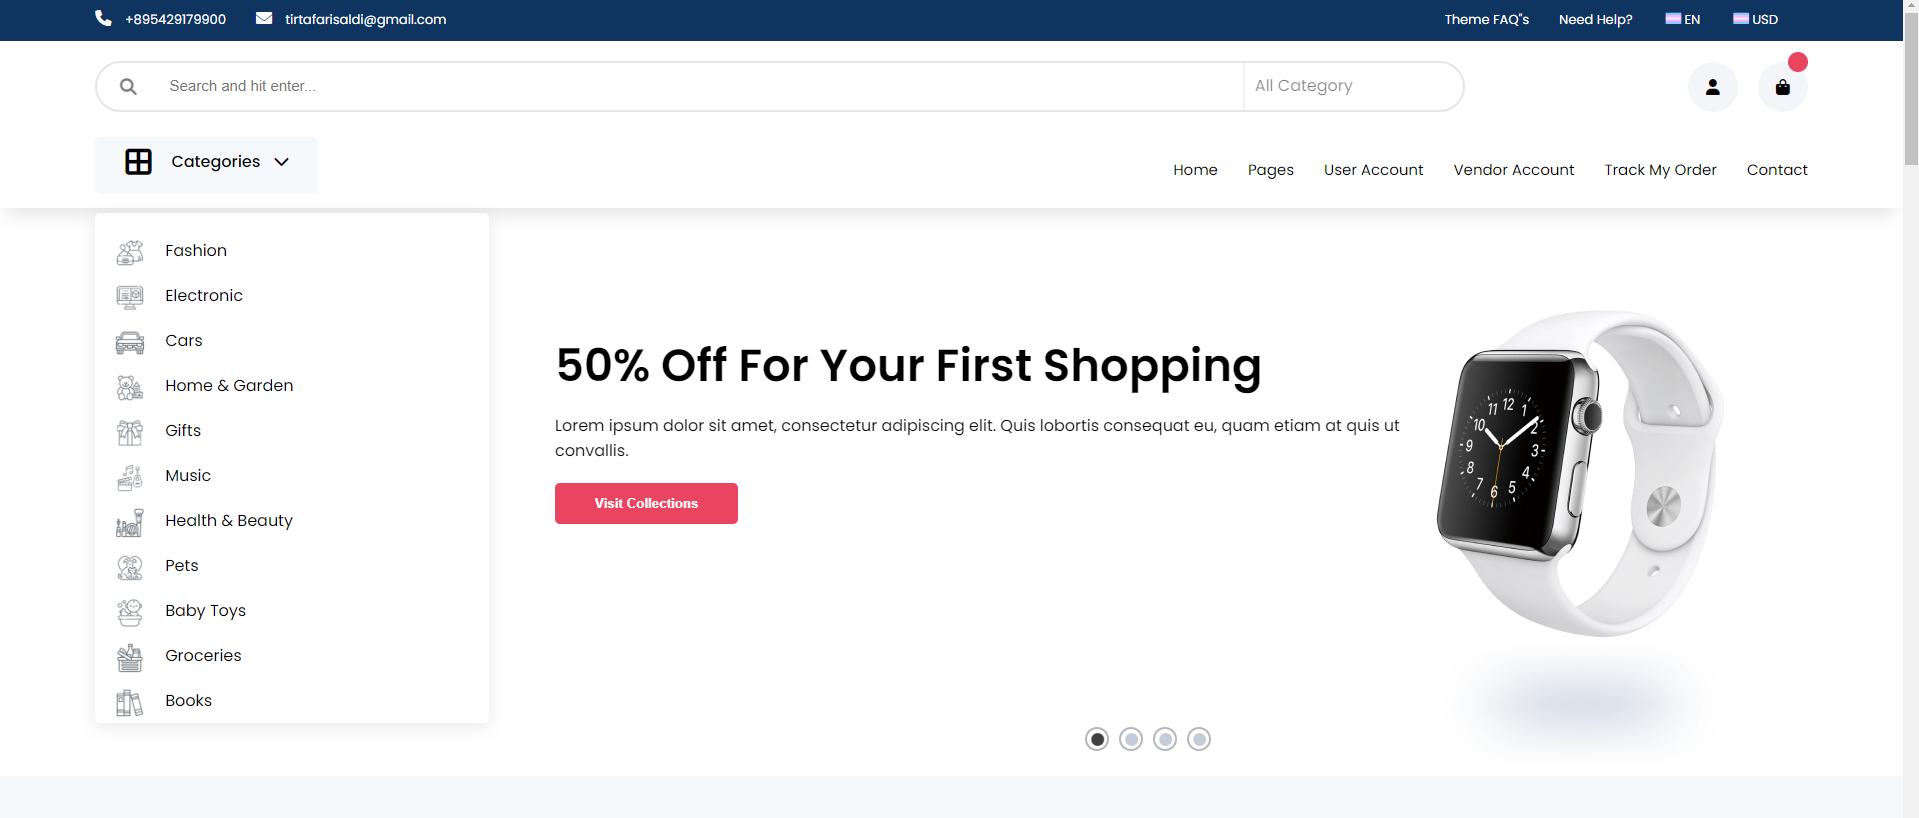 +895429179900 tirtafarisaldi@gmail.com Theme FAQ"s Need Help? EN USD
Search and hit enter... All Category
Categories
Home Pages User Account Vendor Account Track My Order Contact
Fashion
Electronic
Cars
Home & Garden
Gifts
Music
Health & Beauty
Pets
Baby Toys
Groceries
Books
50% Off For Your First Shopping
Lorem ipsum dolor sit amet, consectetur adipiscing elit. Quis lobortis consequat eu, quam etiam at quis ut
convallis.
Visit Collections
12
11 1
10 2
9 3
8 4
7 5
6